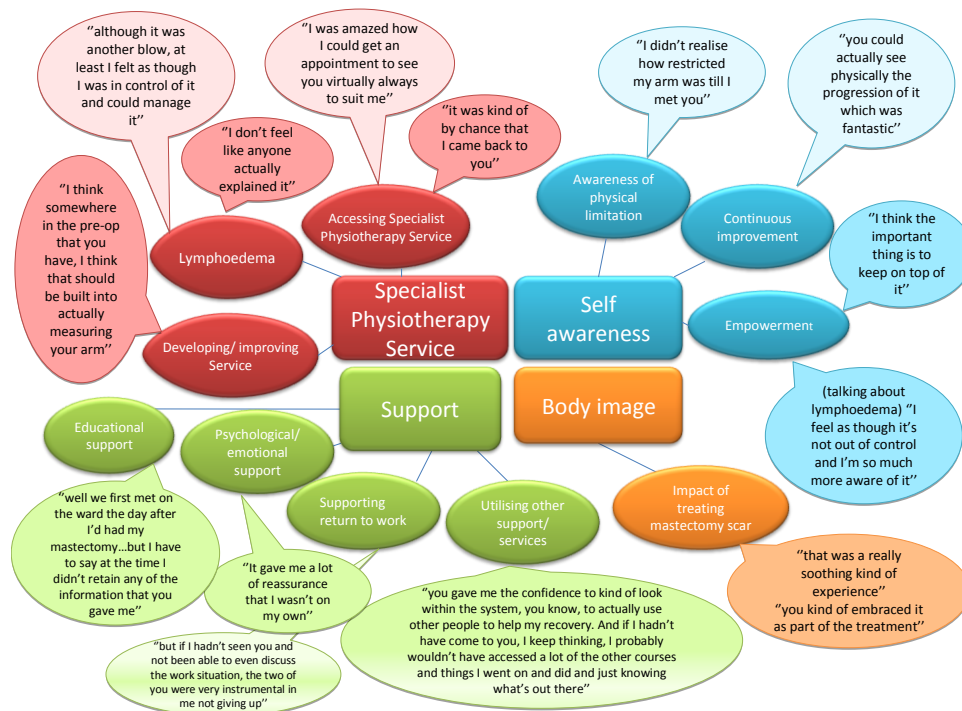 "although it was
another blow, at
least I felt as though
I was in control of it
and could manage
it"
"I was amazed how
I could get an
appointment to see
you virtually always
to suit me"
"I didn't realise
how restricted
my arm was till I
met you"
"you could
actually see
physically the
progression of it
which was
fantastic"
"I don't feel
like anyone
actually
explained it"
"it was kind of
by chance that
I came back to
you"
"I think
somewhere
in the pre-op
that you
have, I think
that should
be built into
actually
measuring
your arm"
Lymphoedema
Accessing Specialist
Physiotherapy Service
Awareness of
physical
limitation
Continuous
improvement
"I think the
important
thing is to
keep on top of
it"
Developing/ improving
Service
Specialist
Physiotherapy
Service
Self
awareness
Empowerment
(talking about
lymphoedema) "I
feel as though it's
not out of control
and I'm so much
more aware of it"
Support
Body image
Educational
support
Psychological/
emotional
support
Supporting
return to work
Utilising other
support/
services
Impact of
treating
mastectomy scar
"well we first met on
the ward the day after
I'd had my
mastectomy...but I have
to say at the time I
didn't retain any of the
information that you
gave me"
"It gave me a lot
of reassurance
that I wasn't on
my own"
"but if I hadn't seen you and
not been able to even discuss
the work situation, the two
of you were very instrumental in
me not giving up"
"you gave me the confidence to kind of look
within the system, you know, to actually use
other people to help my recovery. And if I hadn't
have come to you, I keep thinking, I probably
wouldn't have accessed a lot of the other courses
and things I went on and did and just knowing
what's out there"
"that was a really
soothing kind of
experience"
"you kind of embraced it
as part of the treatment"